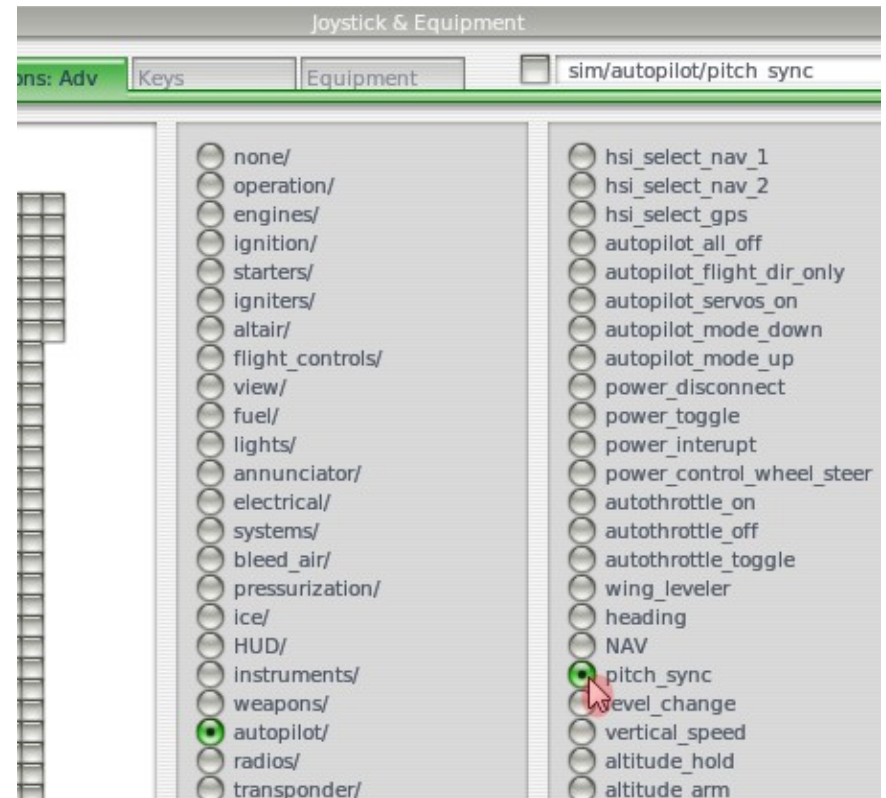 Joystick & Equipment
ons: Adv
Keys
Equipment
sim/autopilot/pitch_sync
none/
operation/
engines/
ignition/
starters/
igniters/
altair/
flight_controls/
view/
fuel/
lights/
annunciator/
electrical/
systems/
bleed_air/
pressurization/
ice/
HUD/
instruments/
weapons/
autopilot/
radios/
transponder/
hsi_select_nav_1
hsi_select_nav_2
hsi_select_gps
autopilot_all_off
autopilot_flight_dir_only
autopilot_servos_on
autopilot_mode_down
autopilot_mode_up
power_disconnect
power_toggle
power_interupt
power_control_wheel_steer
autothrottle_on
autothrottle_off
autothrottle_toggle
wing_leveler
heading
NAV
pitch_sync
level_change
vertical_speed
altitude_hold
altitude_arm